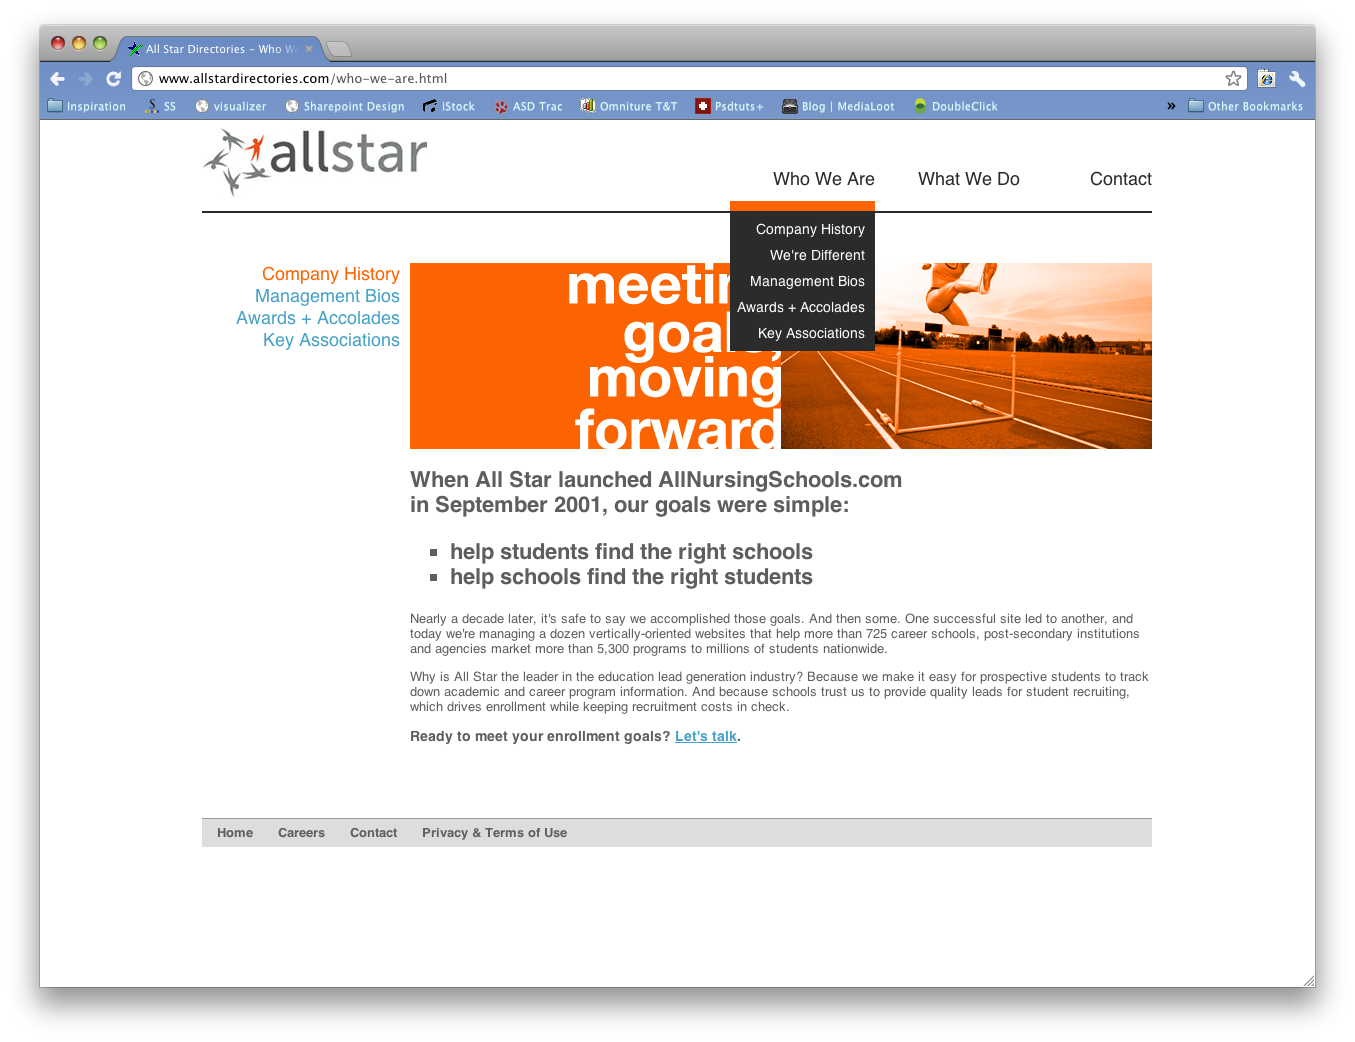 All Star Directories – Who We
www.allstardirectories.com/who-we-are.html
Inspiration SS visualizer Sharepoint Design iStock ASD Trac Omniture T&T Psdtuts+ Blog | MediaLoot DoubleClick » Other Bookmarks
allstar
Who We Are What We Do Contact
Company History
We're Different
Management Bios
Awards + Accolades
Key Associations
Company History
Management Bios
Awards + Accolades
Key Associations
moving
forward
When All Star launched AllNursingSchools.com
in September 2001, our goals were simple:
help students find the right schools
help schools find the right students
Nearly a decade later, it's safe to say we accomplished those goals. And then some. One successful site led to another, and
today we're managing a dozen vertically-oriented websites that help more than 725 career schools, post-secondary institutions
and agencies market more than 5,300 programs to millions of students nationwide.
Why is All Star the leader in the education lead generation industry? Because we make it easy for prospective students to track
down academic and career program information. And because schools trust us to provide quality leads for student recruiting,
which drives enrollment while keeping recruitment costs in check.
Ready to meet your enrollment goals? Let's talk.
Home Careers Contact Privacy & Terms of Use